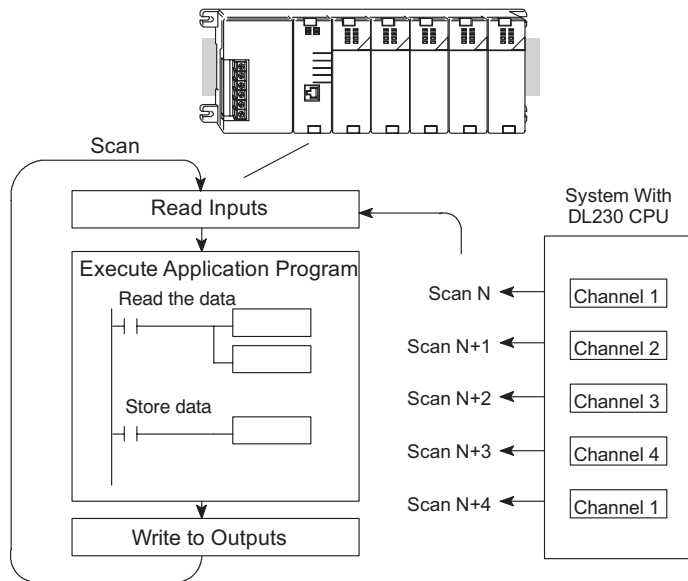 Scan
Read Inputs
Execute Application Program
Read the data
Store data
Write to Outputs
System With
DL230 CPU
Scan N
Channel 1
Scan N+1
Channel 2
Scan N+2
Channel 3
Scan N+3
Channel 4
Scan N+4
Channel 1